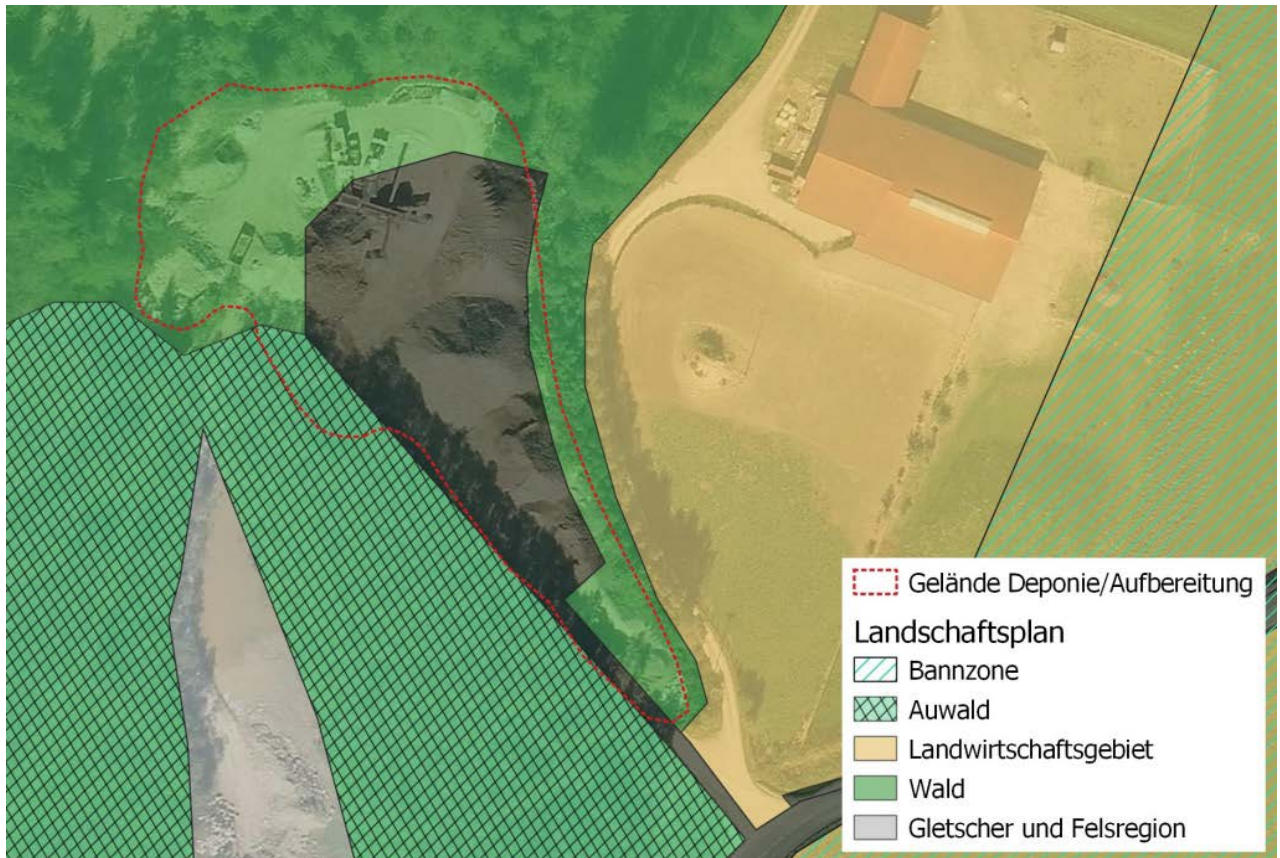 Gelände Deponie/Aufbereitung
Landschaftsplan
Bannzone
Auwald
Landwirtschaftsgebiet
Wald
Gletscher und Felsregion